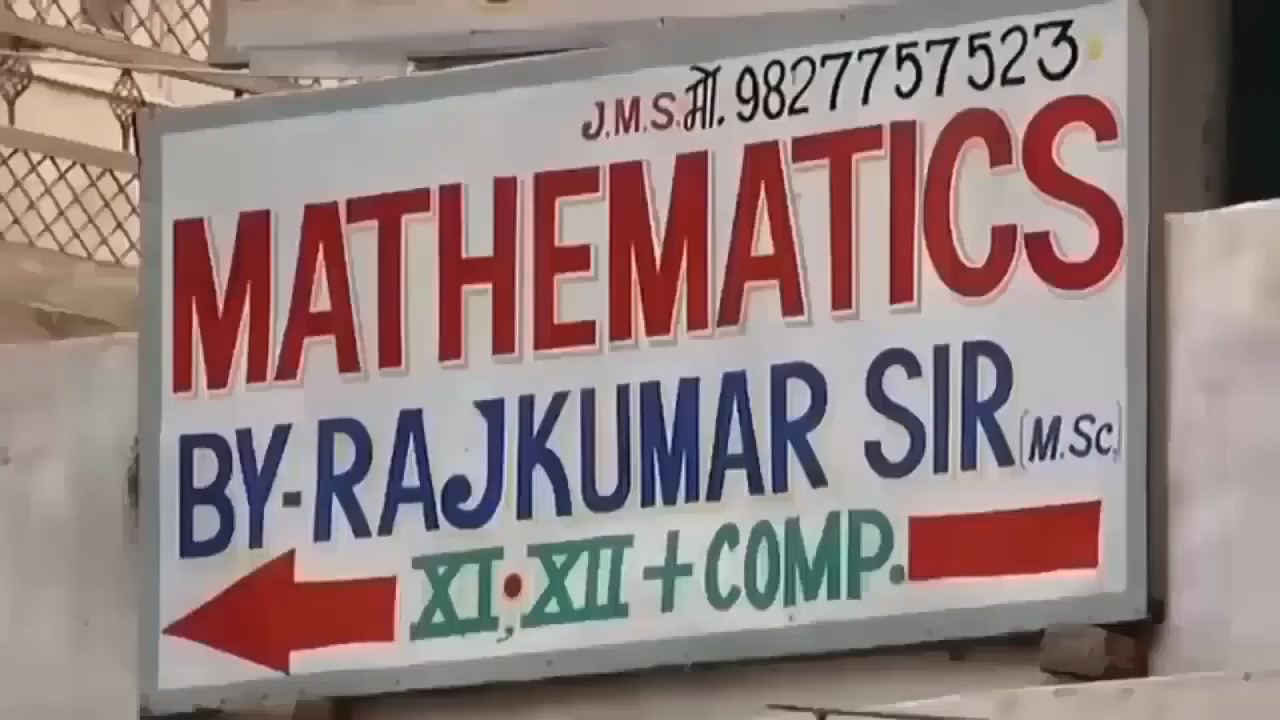 J.M.S. मो. 9827757523
MATHEMATICS
BY-RAJKUMAR SIR (M.Sc.)
XI, XII + COMP.